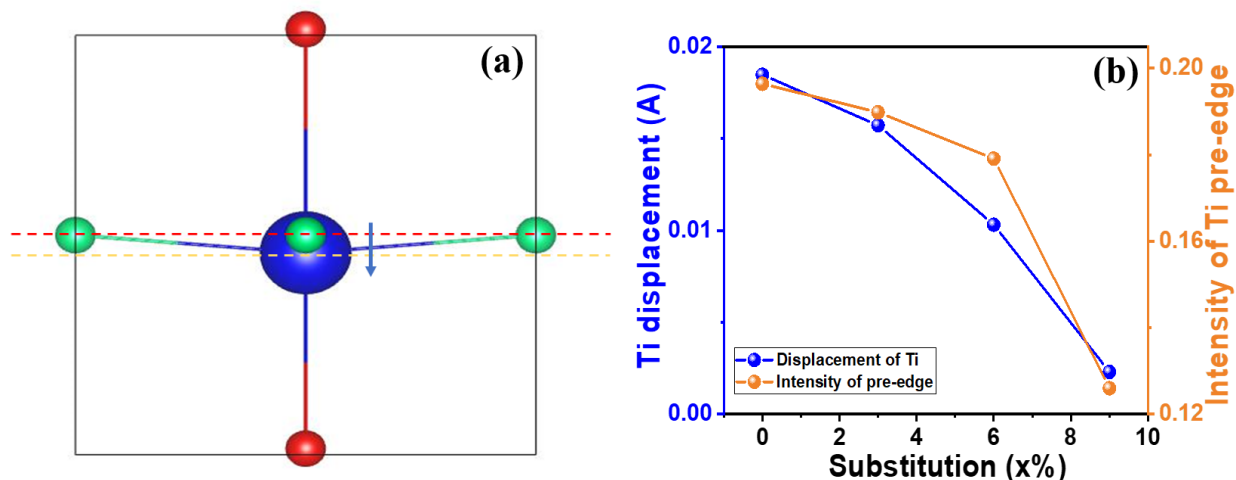 (a)
(b)
Ti displacement (A)
0.02
0.01
0.00
Displacement of Ti
Intensity of pre-edge
0 2 4 6 8 10
Substitution (x%)
0.20
0.16
0.12
Intensity of Ti pre-edge